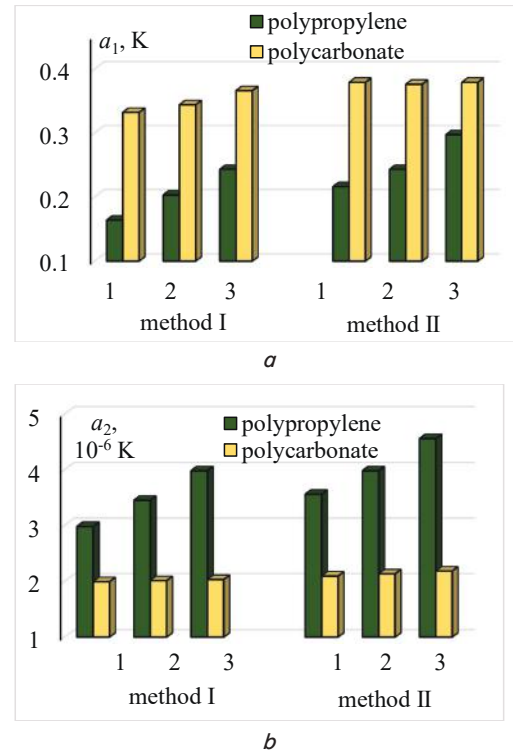 a₁, K
polypropylene
polycarbonate
0.4
0.3
0.2
0.1
1 2 3 1 2 3
method I method II
a
5
a₂,
10⁻⁶ K
polypropylene
polycarbonate
4
3
2
1
1 2 3 1 2 3
method I method II
b